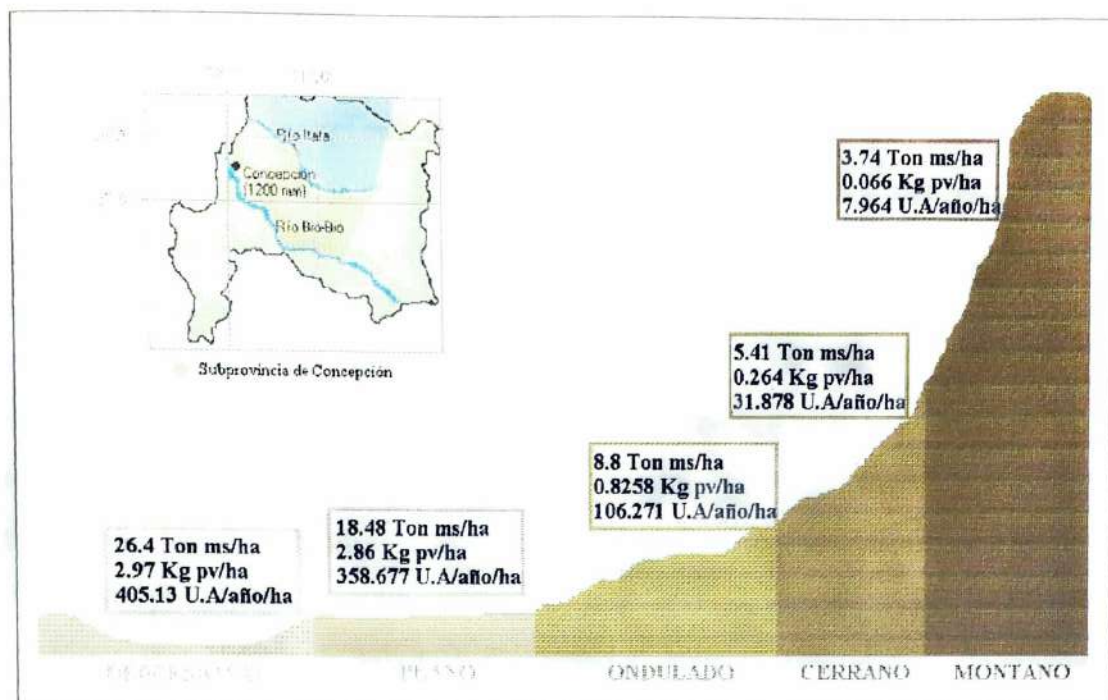 Río Itata
Concepción
(1200 mm)
Río Bío-Bío
Subprovincia de Concepción
3.74 Ton ms/ha
0.066 Kg pv/ha
7.964 U.A/año/ha
5.41 Ton ms/ha
0.264 Kg pv/ha
31.878 U.A/año/ha
8.8 Ton ms/ha
0.8258 Kg pv/ha
106.271 U.A/año/ha
18.48 Ton ms/ha
2.86 Kg pv/ha
358.677 U.A/año/ha
26.4 Ton ms/ha
2.97 Kg pv/ha
405.13 U.A/año/ha
PLANO
ONDULADO
CERRANO
MONTANO